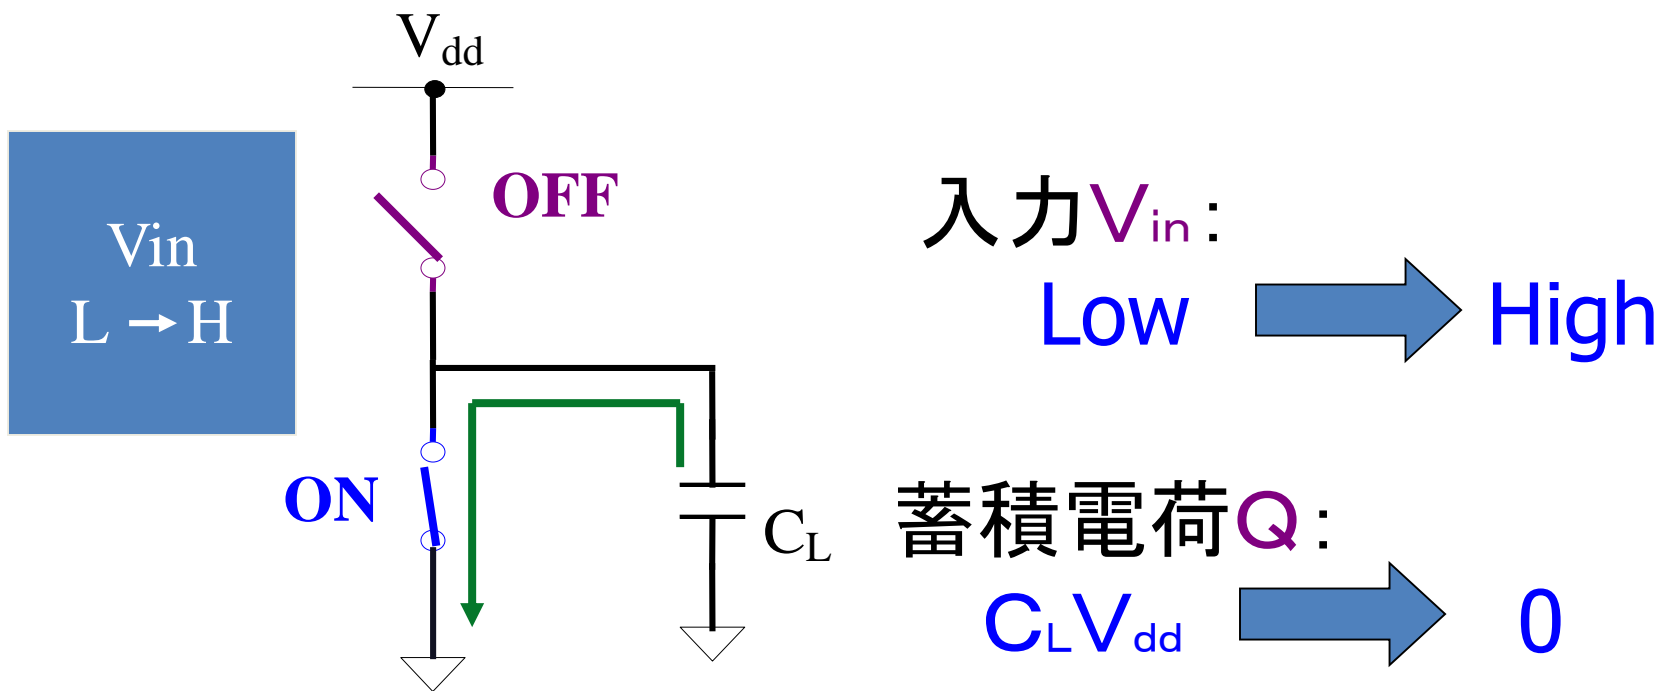 Vdd
OFF
Vin
L → H
ON
CL
入力Vin:
Low High
蓄積電荷Q:
CLVdd 0